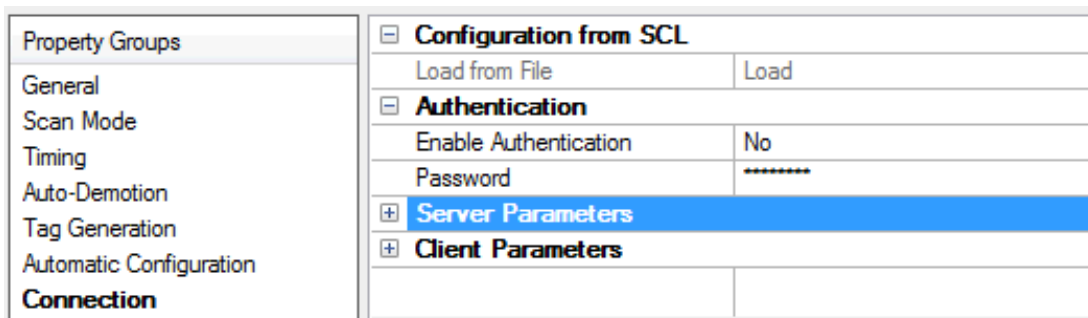 Property Groups
General
Scan Mode
Timing
Auto-Demotion
Tag Generation
Automatic Configuration
Connection
Configuration from SCL
Load from File Load
Authentication
Enable Authentication No
Password ********
Server Parameters
Client Parameters